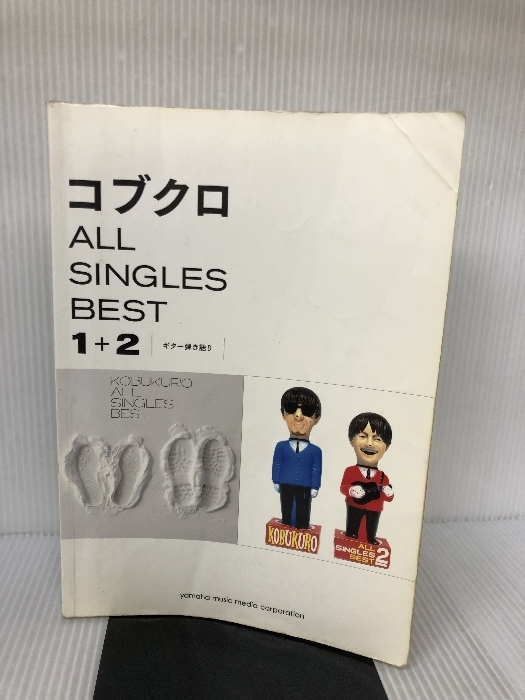 コブクロ
ALL
SINGLES
BEST
1+2
ギター弾き語り
KOBUKURO
ALL
SINGLES
BEST
KOBUKURO
ALL
SINGLES
BEST 2
yamaha music media corporation